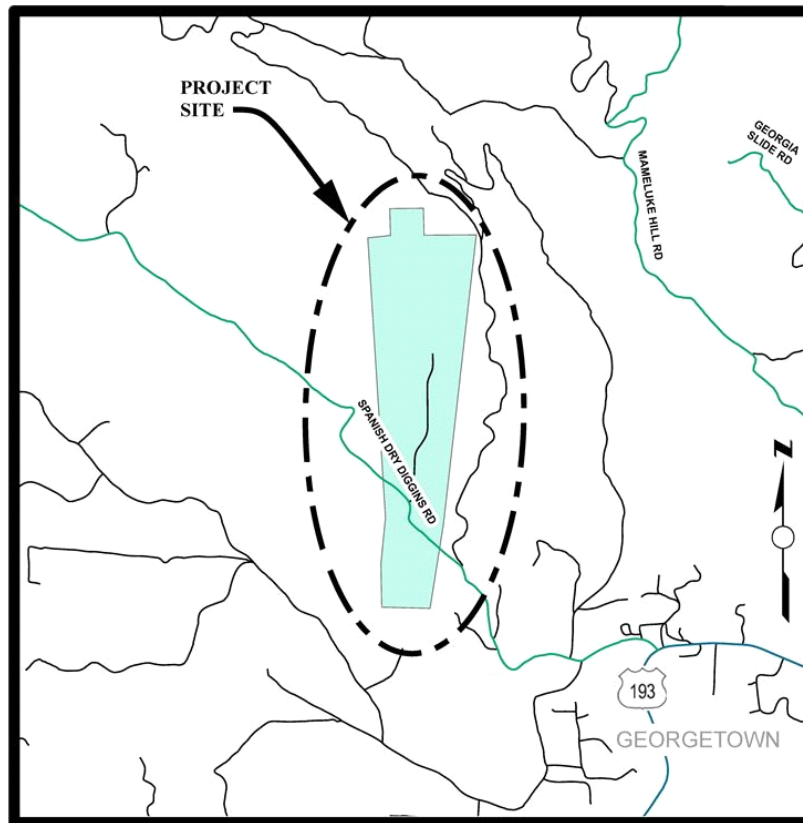 PROJECT
SITE
GEORGIA
SLIDE RD
MAMELUKE HILL RD
SPANISH DRY DIGGINS RD
N
193
GEORGETOWN